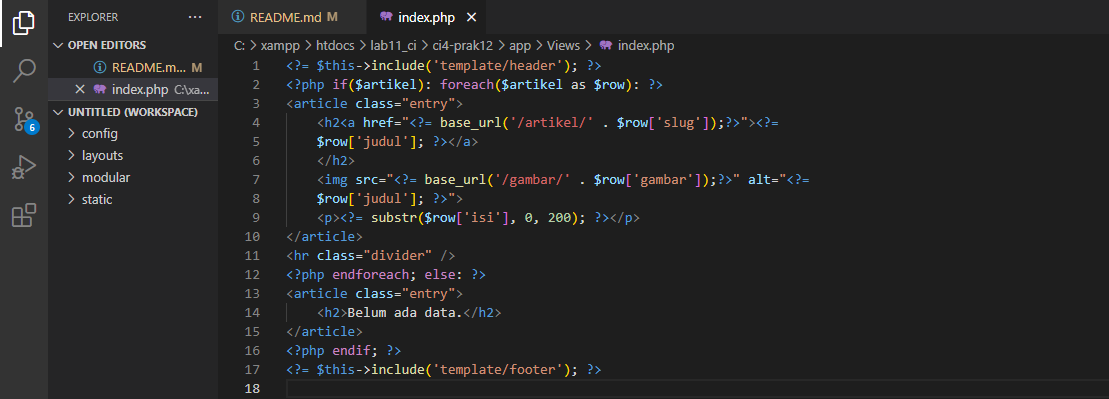 EXPLORER
···
README.md M
index.php
OPEN EDITORS
README.m... M
index.php C:\xa...
UNTITLED (WORKSPACE)
config
layouts
modular
static
6
C: > xampp > htdocs > lab11_ci > ci4-prak12 > app > Views > index.php
1 <?= $this->include('template/header'); ?>
2 <?php if($artikel): foreach($artikel as $row): ?>
3 <article class="entry">
4     <h2><a href="<?= base_url('/artikel/' . $row['slug']);?>"><?=
5     $row['judul']; ?></a>
6     </h2>
7     <img src="<?= base_url('/gambar/' . $row['gambar']);?>" alt="<?=
8     $row['judul']; ?>">
9     <p><?= substr($row['isi'], 0, 200); ?></p>
10 </article>
11 <hr class="divider" />
12 <?php endforeach; else: ?>
13 <article class="entry">
14     <h2>Belum ada data.</h2>
15 </article>
16 <?php endif; ?>
17 <?= $this->include('template/footer'); ?>
18